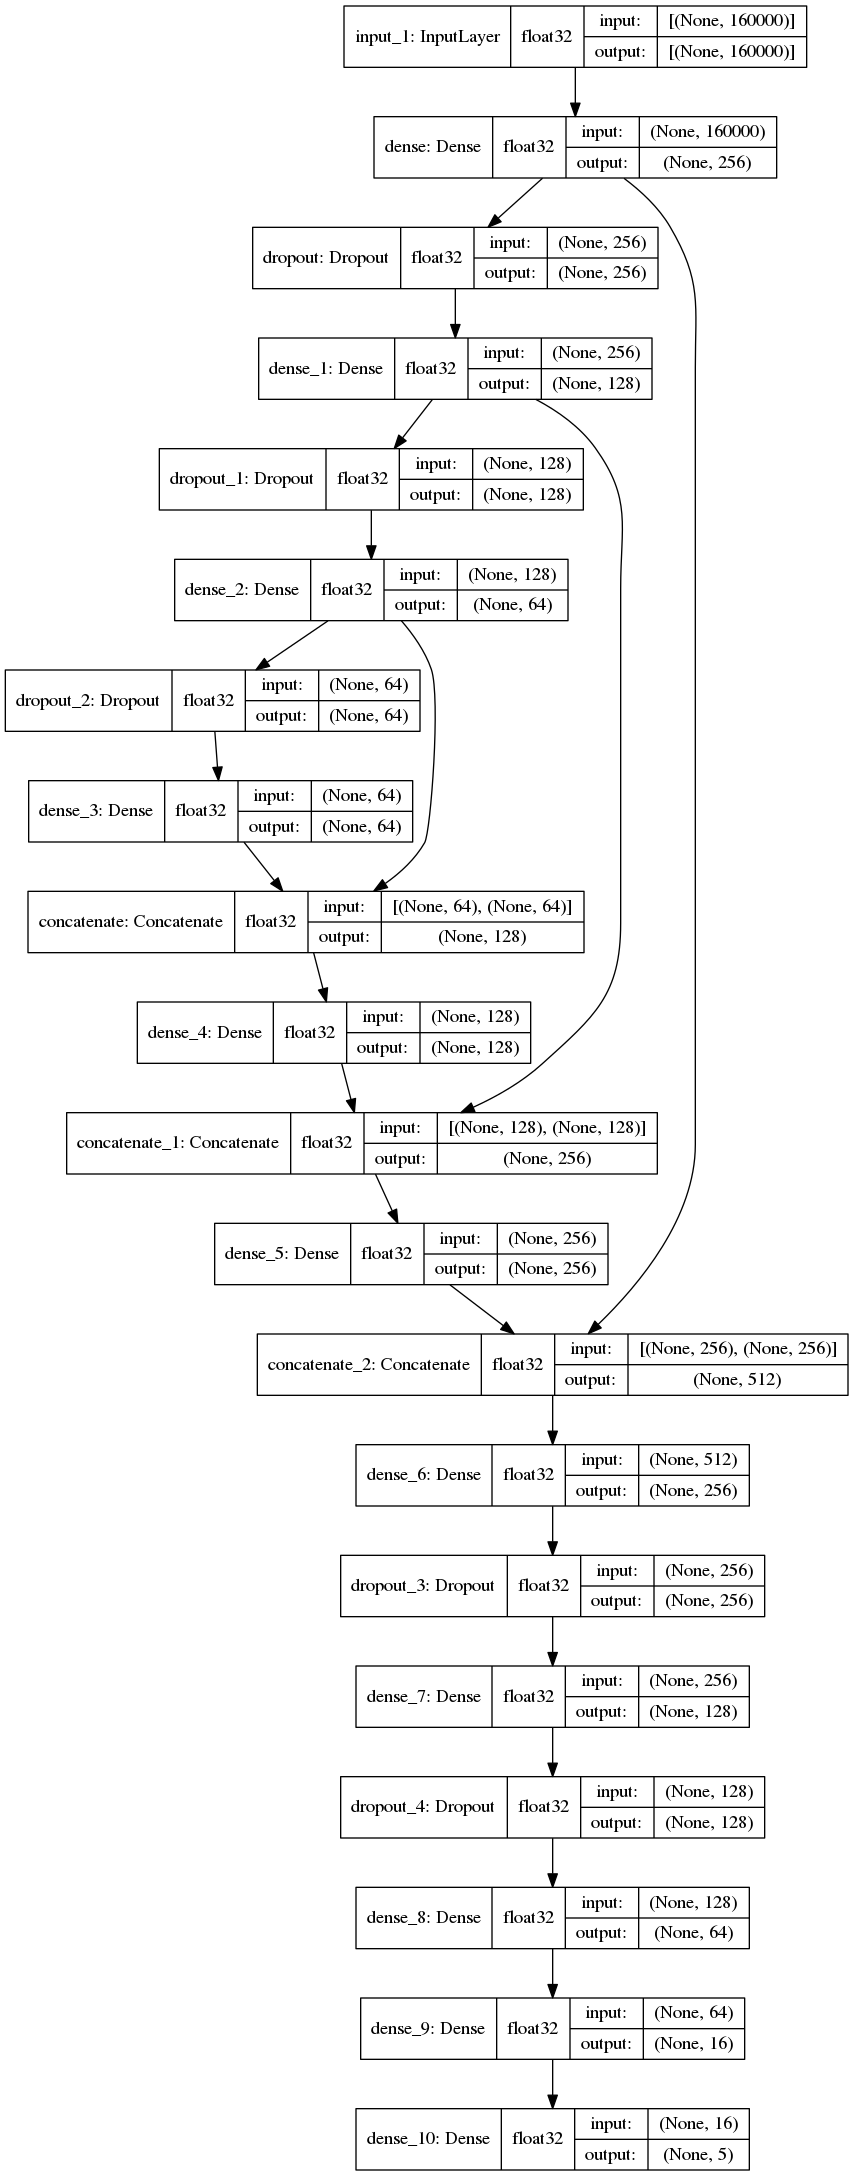 input_1: InputLayer float32 input: [(None, 160000)]
output: [(None, 160000)]
dense: Dense float32 input: (None, 160000)
output: (None, 256)
dropout: Dropout float32 input: (None, 256)
output: (None, 256)
dense_1: Dense float32 input: (None, 256)
output: (None, 128)
dropout_1: Dropout float32 input: (None, 128)
output: (None, 128)
dense_2: Dense float32 input: (None, 128)
output: (None, 64)
dropout_2: Dropout float32 input: (None, 64)
output: (None, 64)
dense_3: Dense float32 input: (None, 64)
output: (None, 64)
concatenate: Concatenate float32 input: [(None, 64), (None, 64)]
output: (None, 128)
dense_4: Dense float32 input: (None, 128)
output: (None, 128)
concatenate_1: Concatenate float32 input: [(None, 128), (None, 128)]
output: (None, 256)
dense_5: Dense float32 input: (None, 256)
output: (None, 256)
concatenate_2: Concatenate float32 input: [(None, 256), (None, 256)]
output: (None, 512)
dense_6: Dense float32 input: (None, 512)
output: (None, 256)
dropout_3: Dropout float32 input: (None, 256)
output: (None, 256)
dense_7: Dense float32 input: (None, 256)
output: (None, 128)
dropout_4: Dropout float32 input: (None, 128)
output: (None, 128)
dense_8: Dense float32 input: (None, 128)
output: (None, 64)
dense_9: Dense float32 input: (None, 64)
output: (None, 16)
dense_10: Dense float32 input: (None, 16)
output: (None, 5)